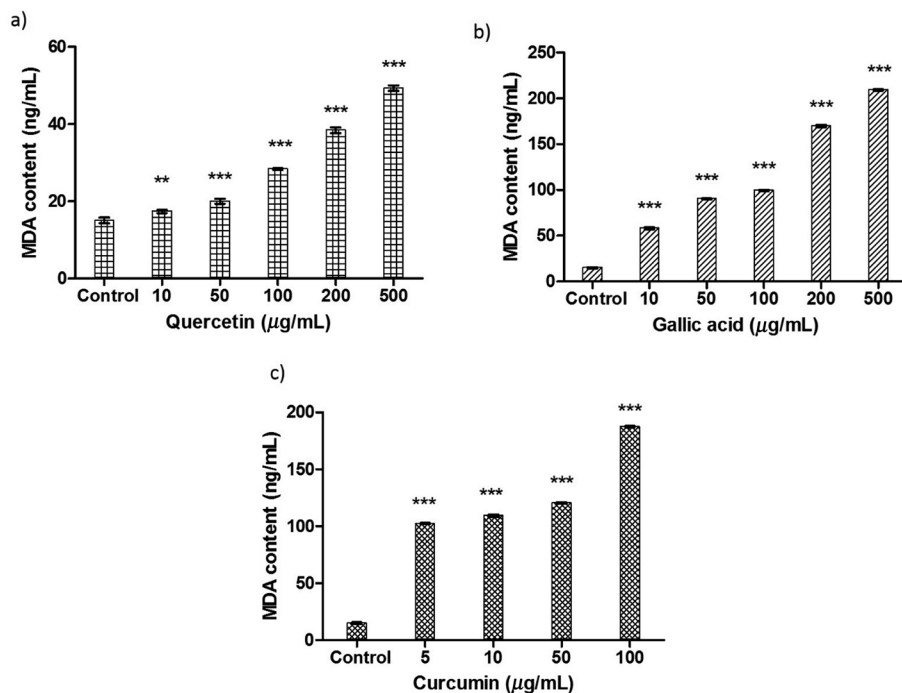 a)
MDA content (ng/mL)
60
40
20
0
** *** *** *** ***
Control 10 50 100 200 500
Quercetin (μg/mL)
b)
MDA content (ng/mL)
250
200
150
100
50
0
*** *** *** *** ***
Control 10 50 100 200 500
Gallic acid (μg/mL)
c)
MDA content (ng/mL)
200
150
100
50
0
*** *** *** ***
Control 5 10 50 100
Curcumin (μg/mL)